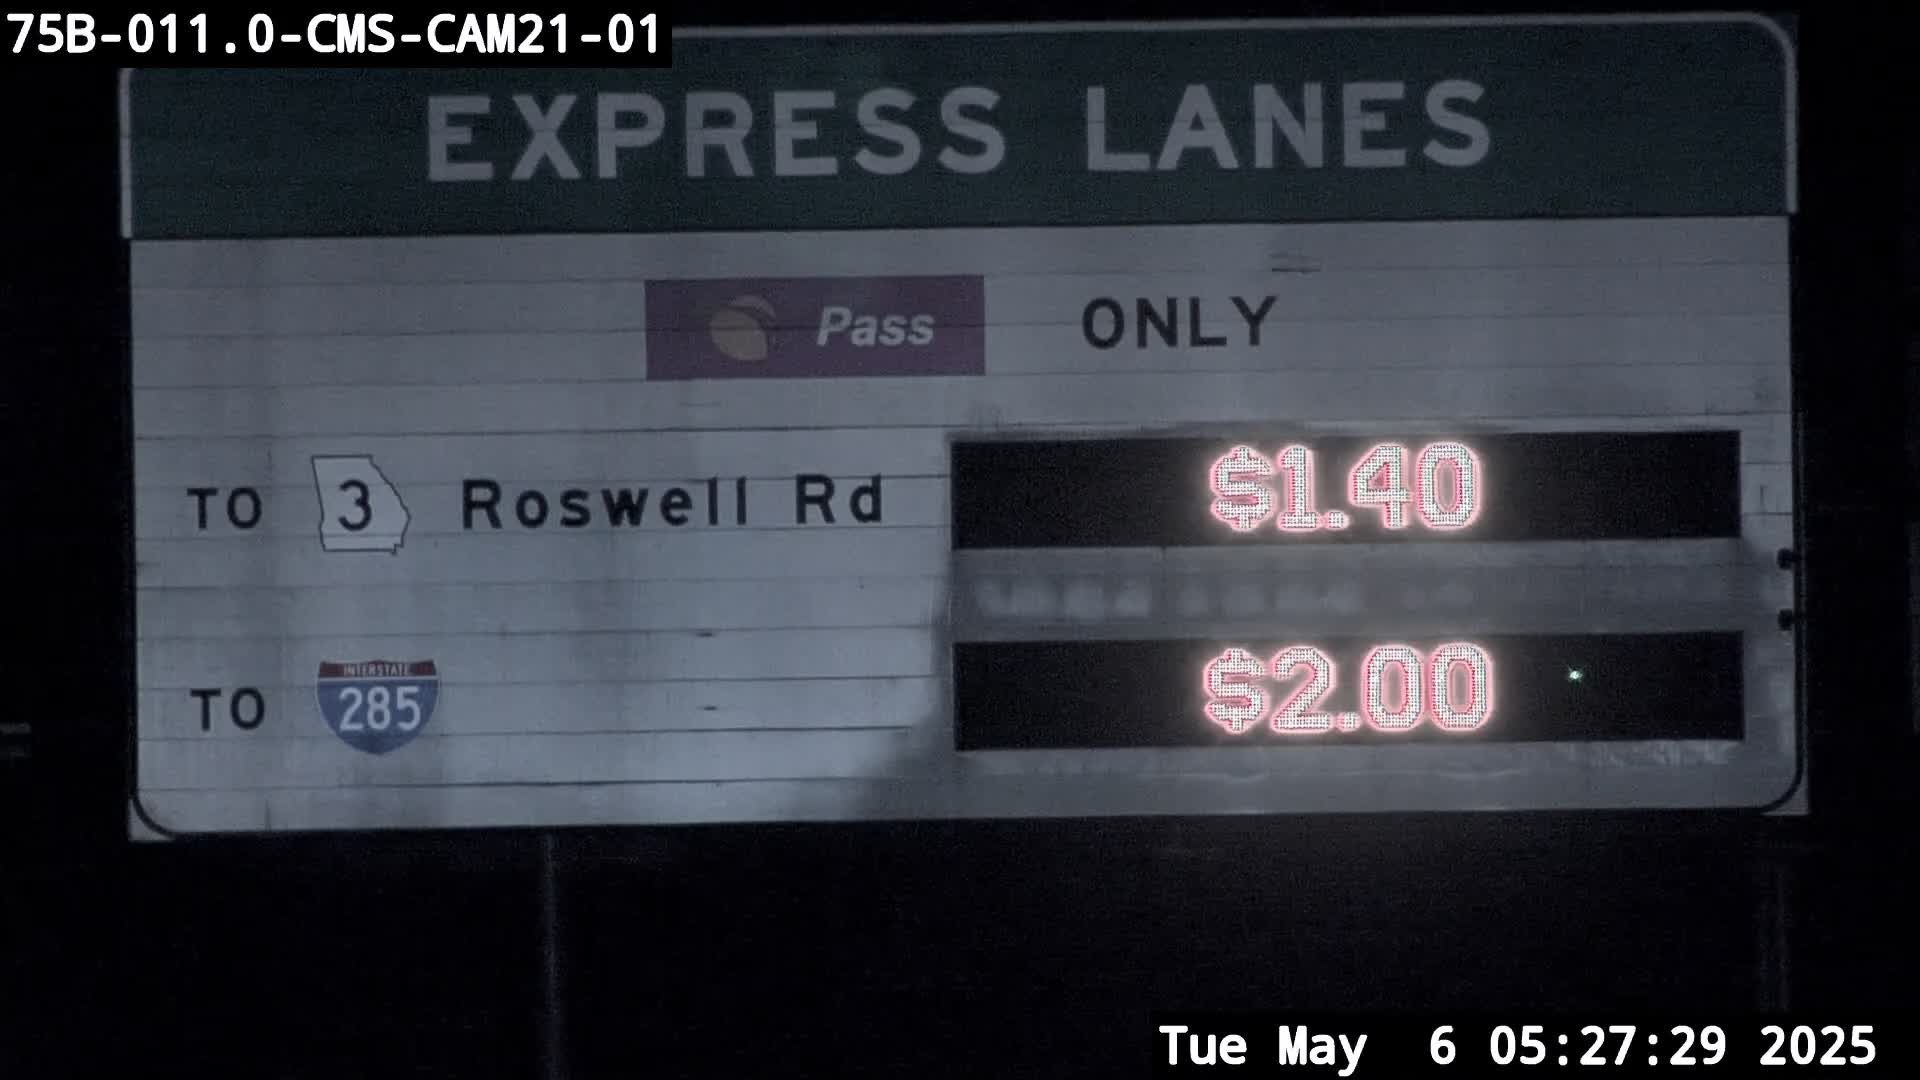 75B-011.0-CMS-CAM21-01
EXPRESS LANES
Pass ONLY
TO 3 Roswell Rd $1.40
INTERSTATE
TO 285 $2.00
Tue May 6 05:27:29 2025